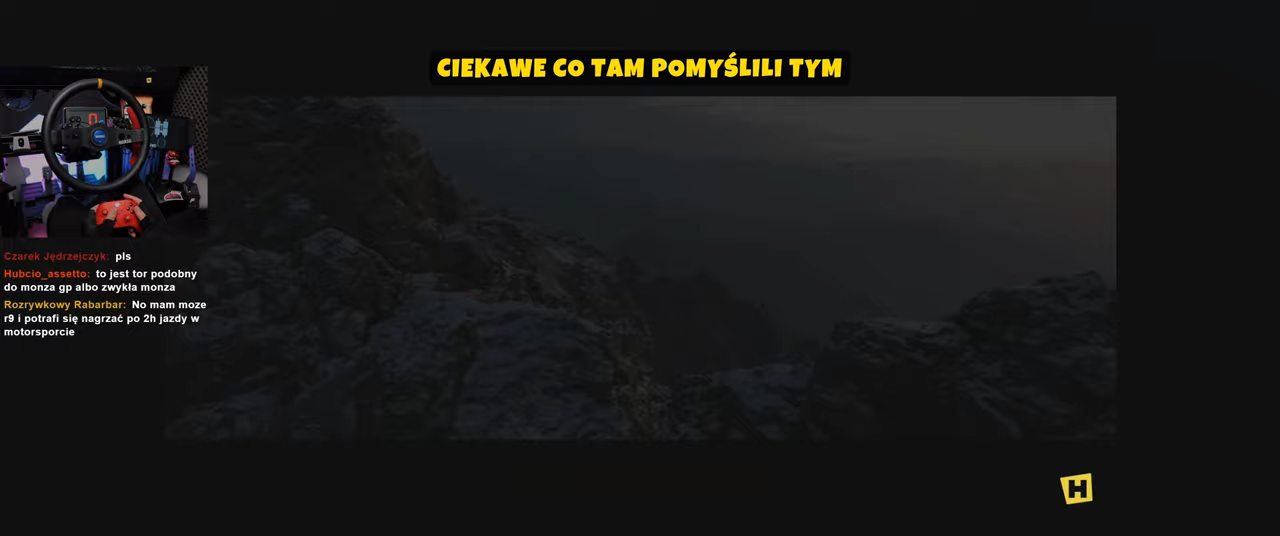 CIEKAWE CO TAM POMYŚLILI TYM
Czarek Jędrzejczyk: pls
Hubcio_assetto: to jest tor podobny
do monza gp albo zwykła monza
Rozrywkowy Rabarbar: No mam moze
r9 i potrafi się nagrzać po 2h jazdy w
motorsporcie
H